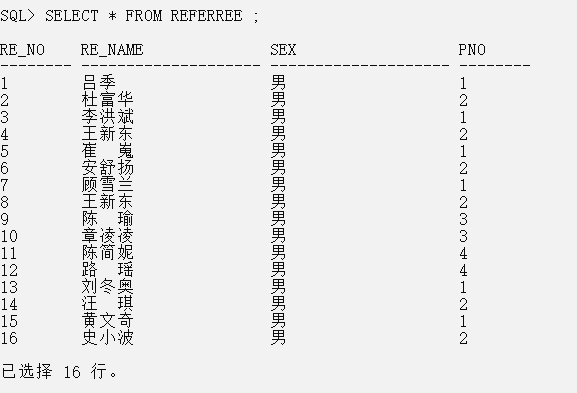 SQL> SELECT * FROM REFERREE ;
RE_NO    RE_NAME              SEX                  PNO
-------- -------------------- -------------------- --------
1        吕季                 男                   1
2        杜富华               男                   2
3        李洪斌               男                   1
4        王新东               男                   2
5        崔  嵬               男                   1
6        安舒扬               男                   2
7        顾雪兰               男                   1
8        王新东               男                   2
9        陈  瑜               男                   3
10       章凌凌               男                   3
11       陈简妮               男                   4
12       路  瑶               男                   4
13       刘冬奥               男                   1
14       汪  琪               男                   2
15       黄文奇               男                   1
16       史小波               男                   2
已选择 16 行。